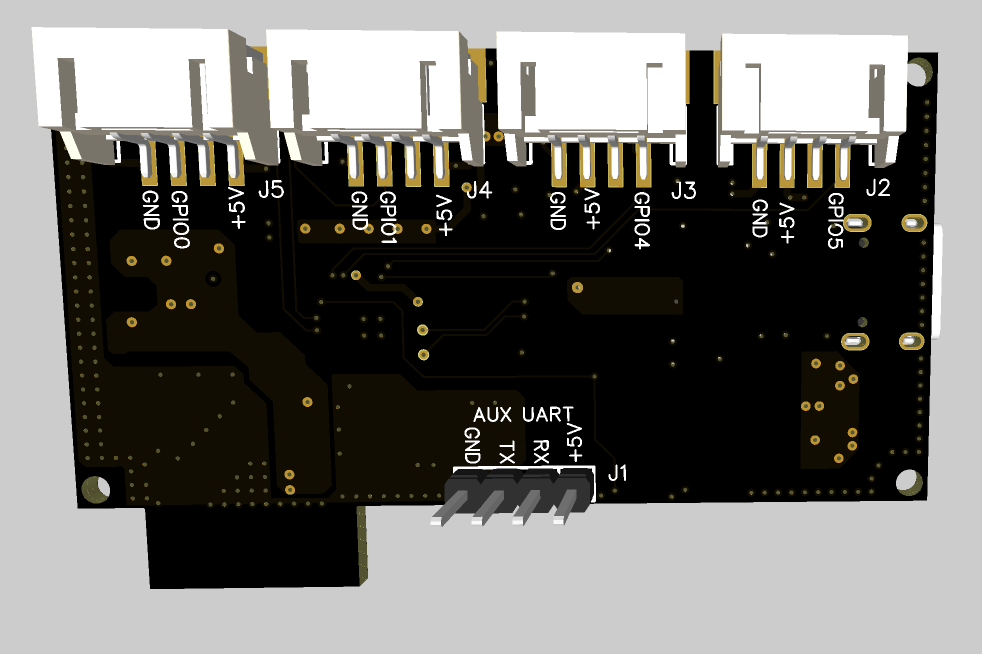 J5
J4
J3
J2
GND
GPIO0
+5V
GND
GPIO1
+5V
GND
+5V
GPIO4
GND
+5V
GPIO5
AUX UART
GND
TX
RX
+5V
J1